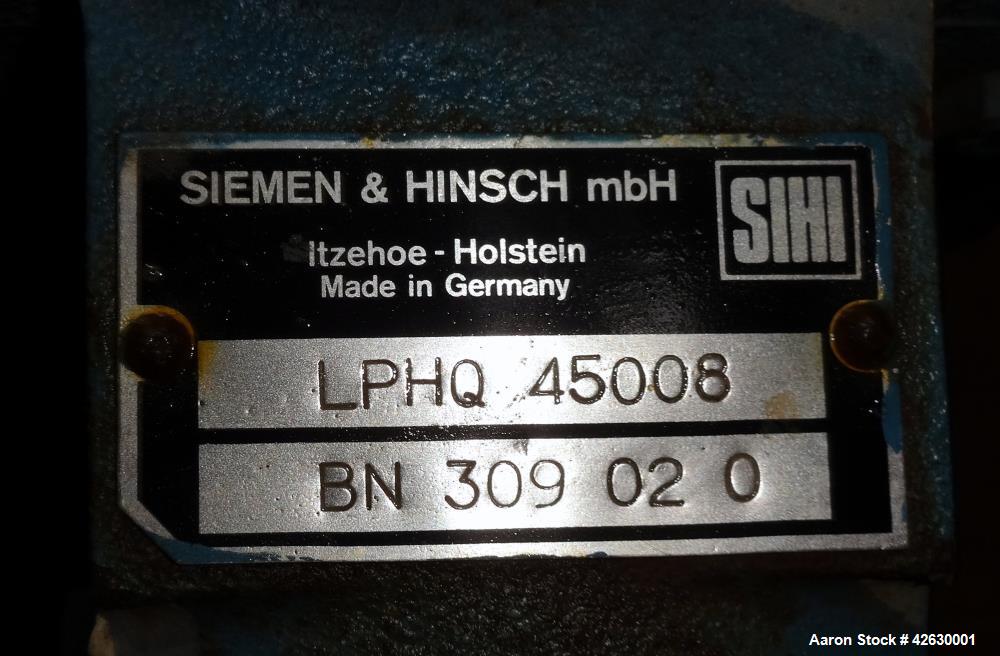 SIEMEN & HINSCH mbH
SIHI
Itzehoe - Holstein
Made in Germany
LPHQ 45008
BN 309 02 0
Aaron Stock # 42630001